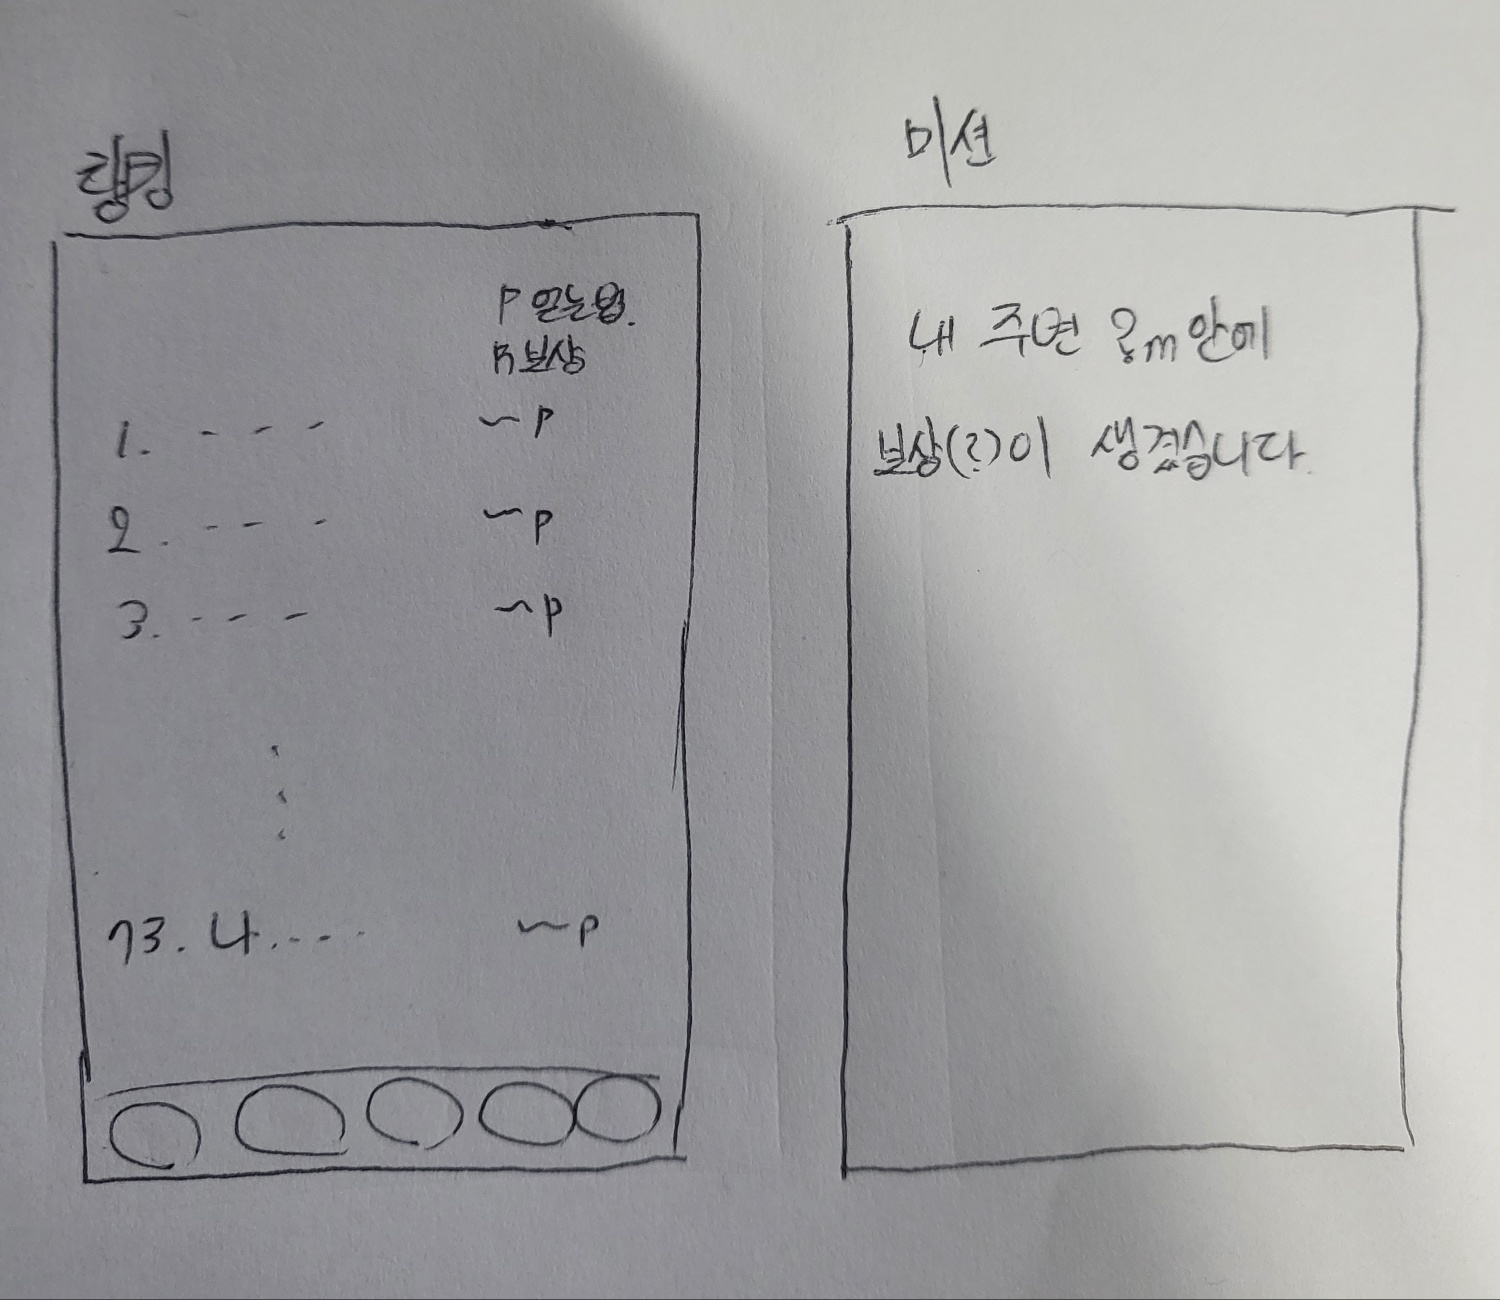 랭킹
P 얻는법.
보상
1. - - - ~P
2. - - - ~P
3. - - - ~P
73. 나. - - - ~P
미션
내 주변 ?m 안에
보상(?)이 생겼습니다.